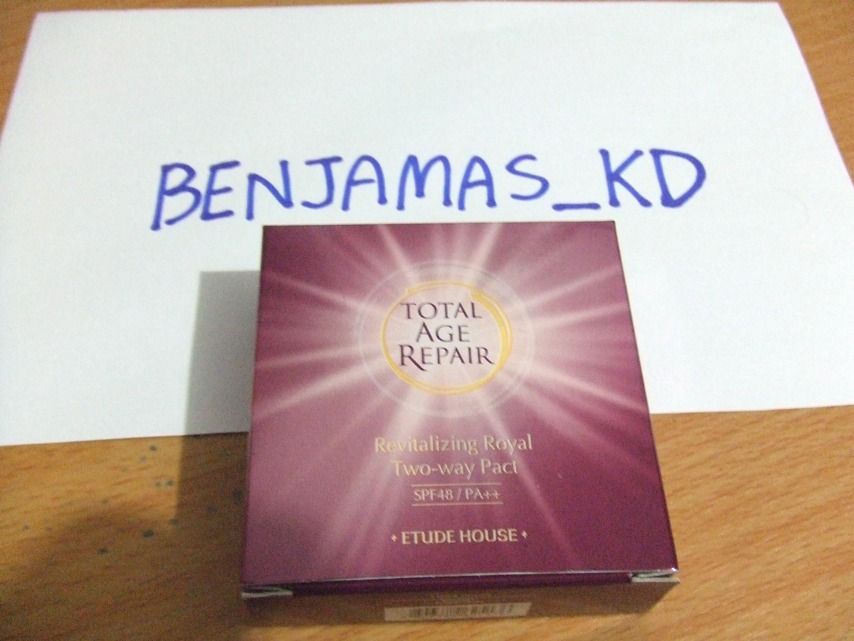 BENJAMAS_KD
TOTAL
AGE
REPAIR
Revitalizing Royal
Two-way Pact
SPF48 / PA++
ETUDE HOUSE